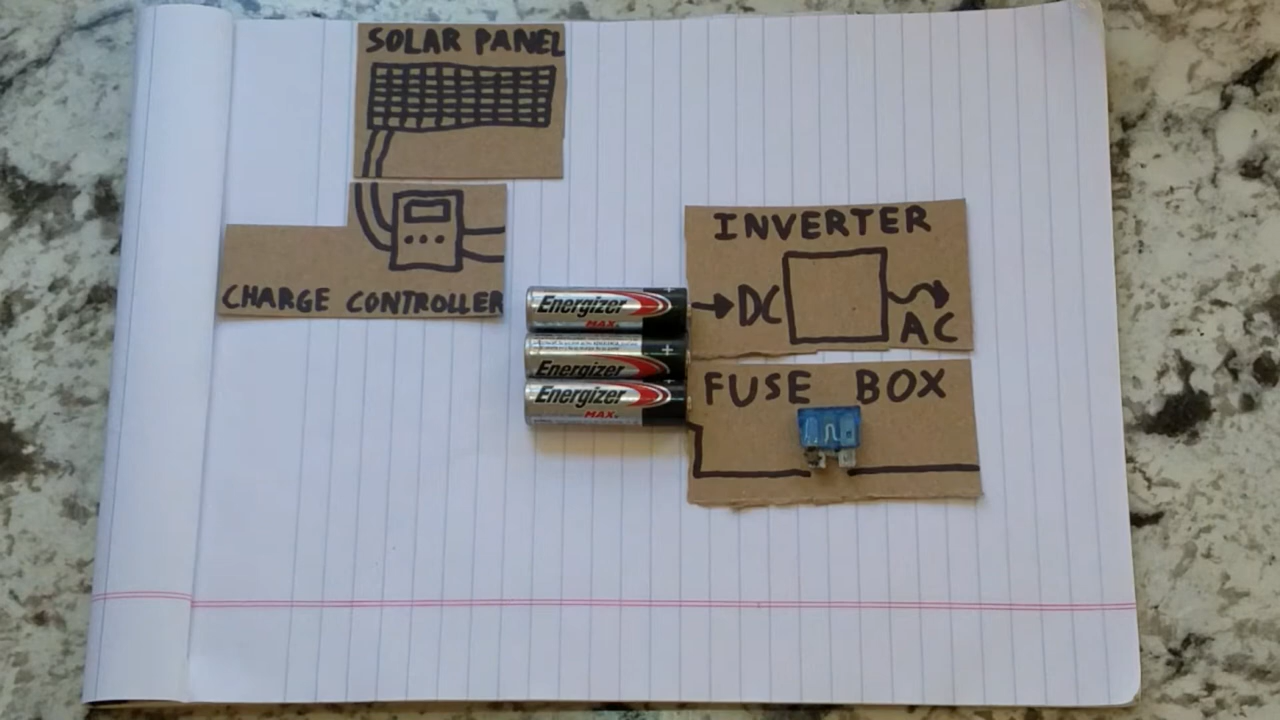 SOLAR PANEL
CHARGE CONTROLLER
INVERTER
DC
AC
Energizer
MAX.
+
Energizer
Energizer
MAX.
FUSE BOX